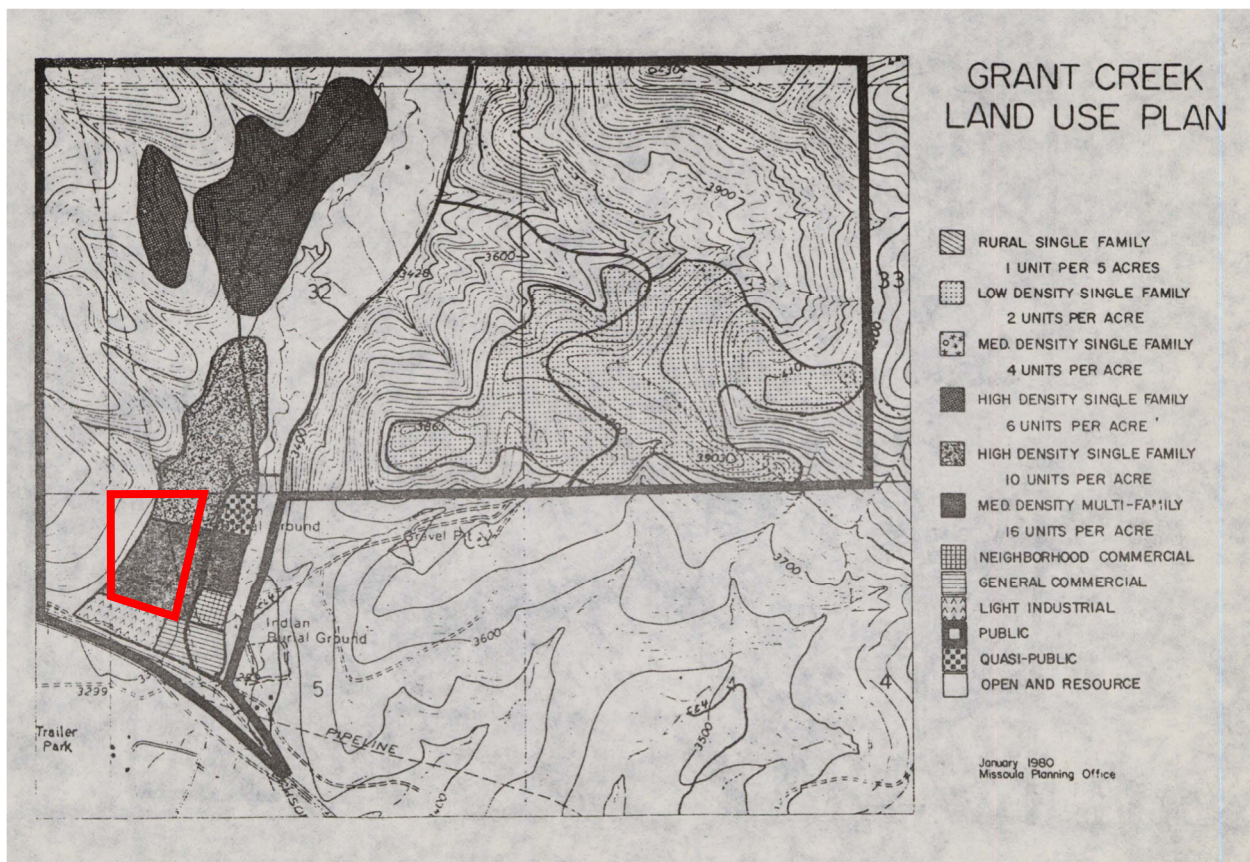 GRANT CREEK
LAND USE PLAN
RURAL SINGLE FAMILY
1 UNIT PER 5 ACRES
LOW DENSITY SINGLE FAMILY
2 UNITS PER ACRE
MED. DENSITY SINGLE FAMILY
4 UNITS PER ACRE
HIGH DENSITY SINGLE FAMILY
6 UNITS PER ACRE
HIGH DENSITY SINGLE FAMILY
10 UNITS PER ACRE
MED. DENSITY MULTI-FAMILY
16 UNITS PER ACRE
NEIGHBORHOOD COMMERCIAL
GENERAL COMMERCIAL
LIGHT INDUSTRIAL
PUBLIC
QUASI-PUBLIC
OPEN AND RESOURCE
January 1980
Missoula Planning Office
3900
3600
3428
32
33
Ground
Gravel Pit
3700
Indian
Burial Ground
3600
5
4
3299
Trailer
Park
PIPELINE
3500